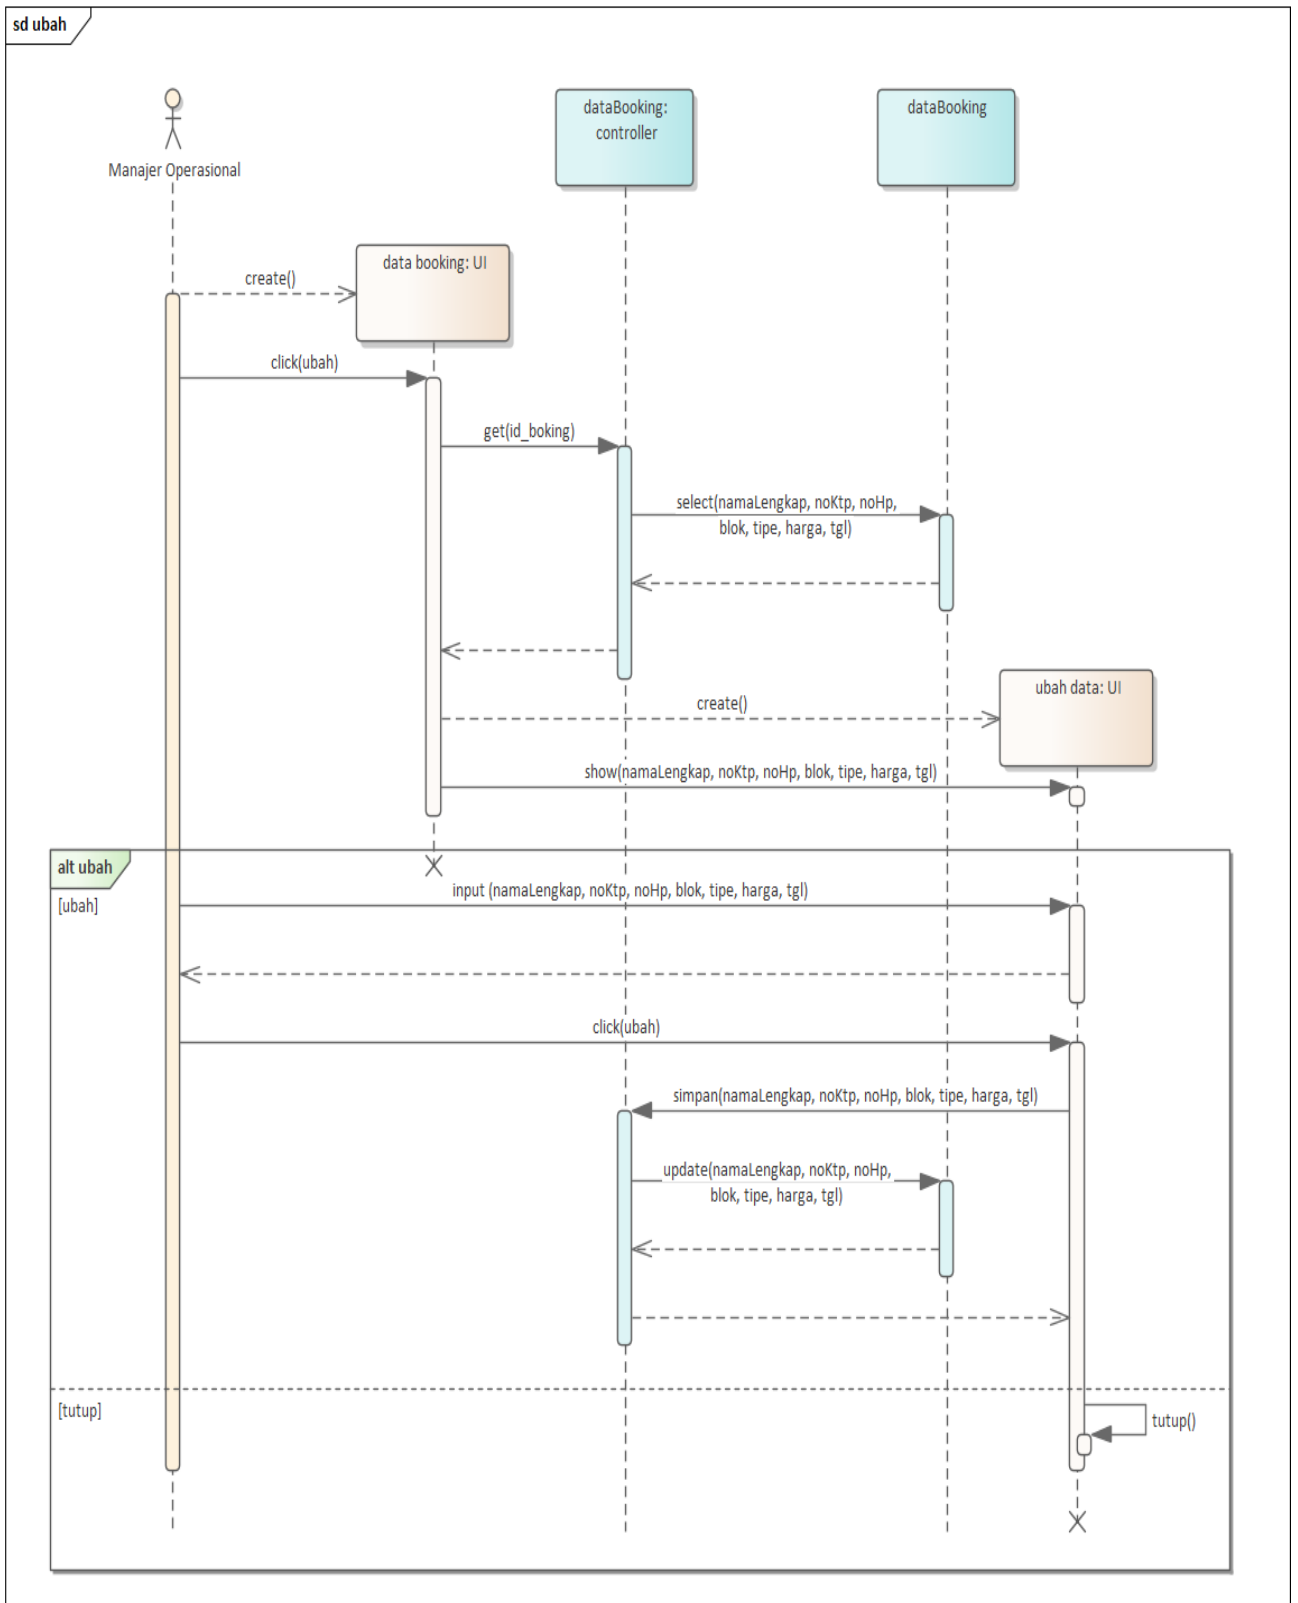 sd ubah
dataBooking:
controller
dataBooking
Manajer Operasional
data booking: UI
create()
click(ubah)
get(id_boking)
select(namaLengkap, noKtp, noHp,
blok, tipe, harga, tgl)
ubah data: UI
create()
show(namaLengkap, noKtp, noHp, blok, tipe, harga, tgl)
alt ubah
[ubah]
input (namaLengkap, noKtp, noHp, blok, tipe, harga, tgl)
click(ubah)
simpan(namaLengkap, noKtp, noHp, blok, tipe, harga, tgl)
update(namaLengkap, noKtp, noHp,
blok, tipe, harga, tgl)
[tutup]
tutup()